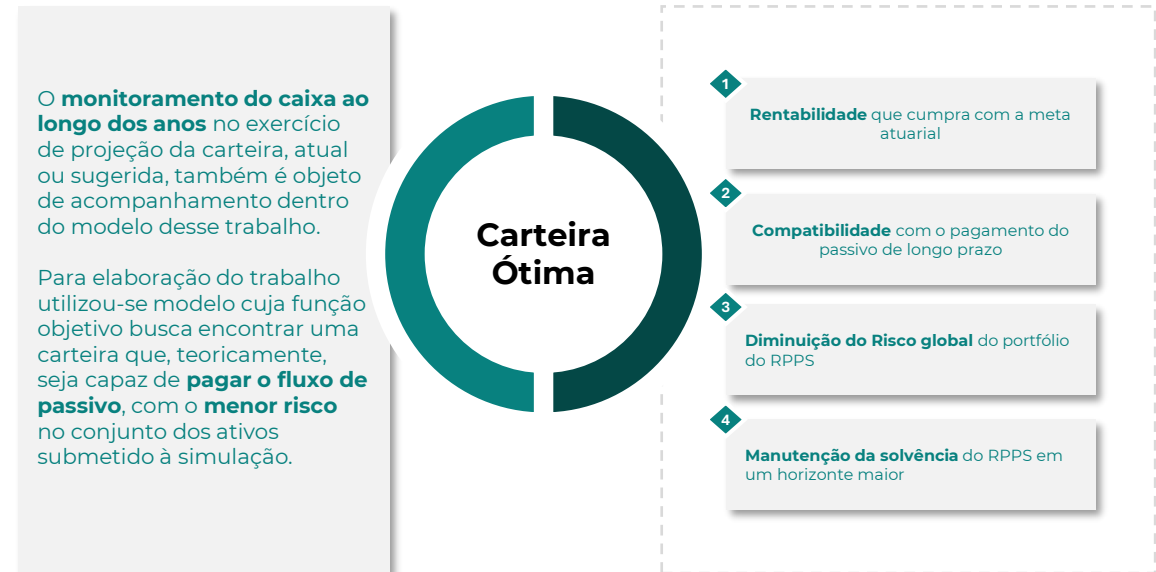 O monitoramento do caixa ao
longo dos anos no exercício
de projeção da carteira, atual
ou sugerida, também é objeto
de acompanhamento dentro
do modelo desse trabalho.
Para elaboração do trabalho
utilizou-se modelo cuja função
objetivo busca encontrar uma
carteira que, teoricamente,
seja capaz de pagar o fluxo de
passivo, com o menor risco
no conjunto dos ativos
submetido à simulação.
Carteira
Ótima
1
Rentabilidade que cumpra com a meta
atuarial
2
Compatibilidade com o pagamento do
passivo de longo prazo
3
Diminuição do Risco global do portfólio
do RPPS
4
Manutenção da solvência do RPPS em
um horizonte maior